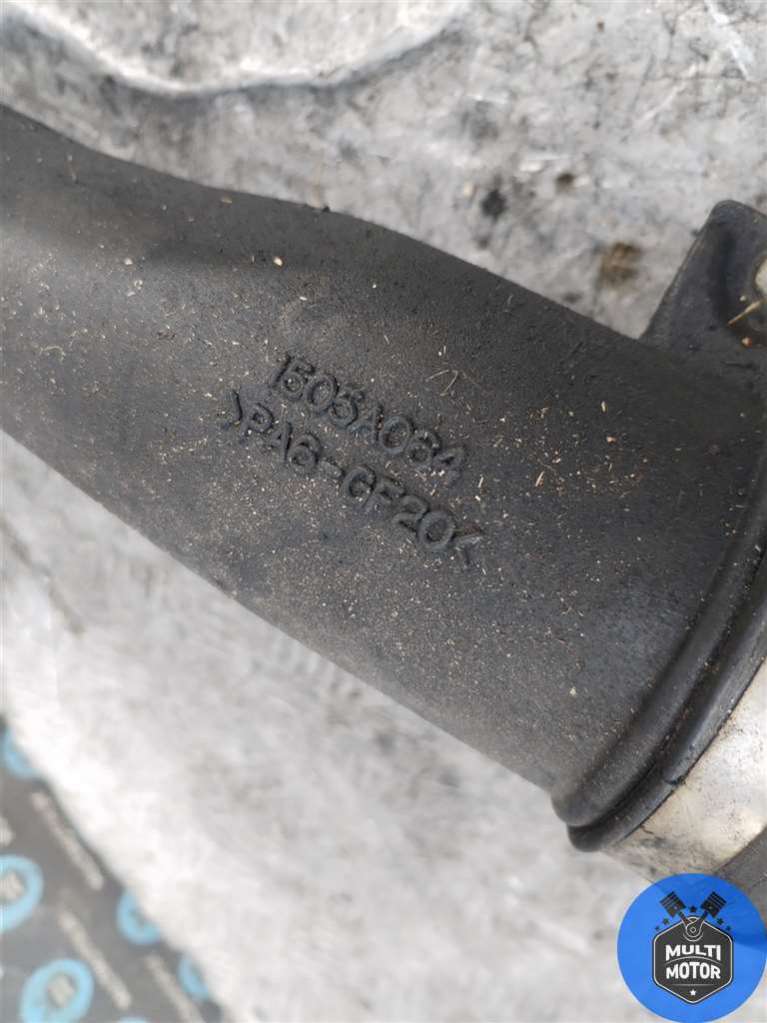 1505A064
>PA6-GF20<
MULTI
MOTOR